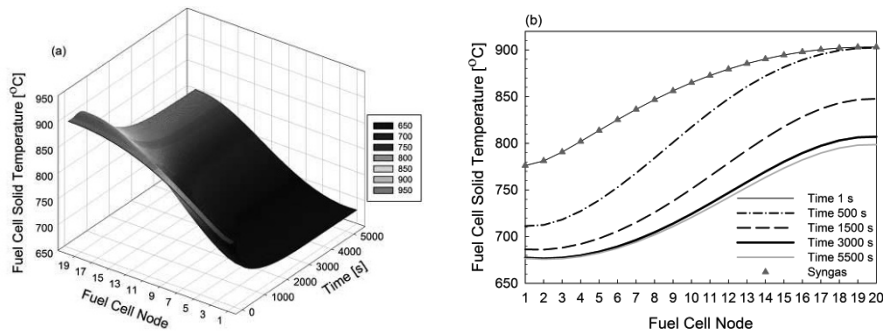 (a)
Fuel Cell Solid Temperature [°C]
950
900
850
800
750
700
650
19 17 15 13 11 9 7 5 3 1
Fuel Cell Node
0 1000 2000 3000 4000 5000
Time [s]
650
700
750
800
850
900
950
(b)
Fuel Cell Solid Temperature [°C]
900
850
800
750
700
650
1 2 3 4 5 6 7 8 9 10 11 12 13 14 15 16 17 18 19 20
Fuel Cell Node
Time 1 s
Time 500 s
Time 1500 s
Time 3000 s
Time 5500 s
Syngas